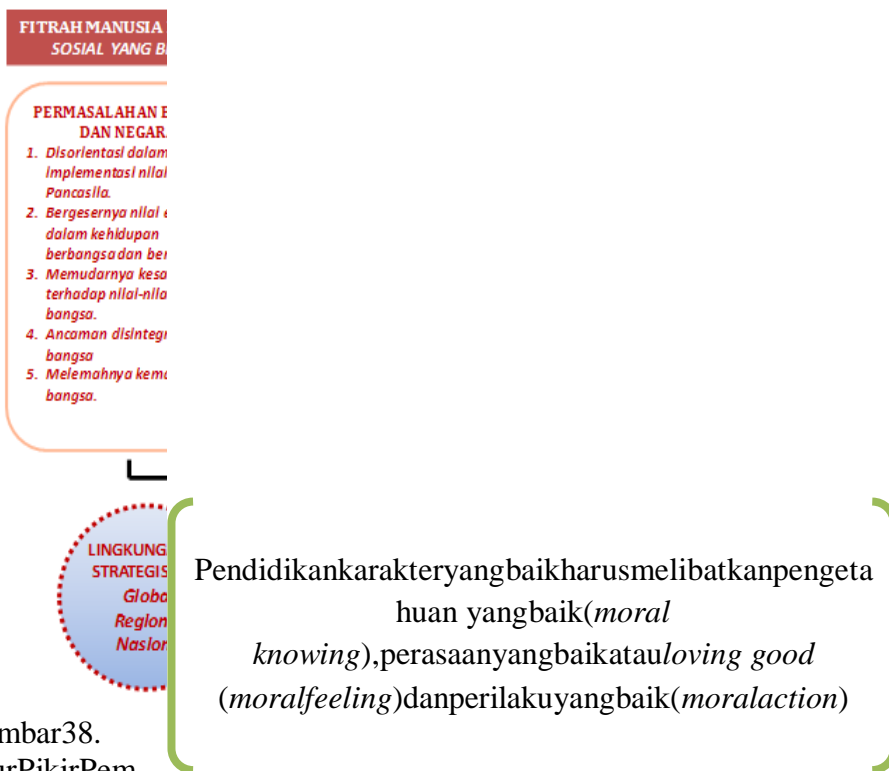 FITRAH MANUSIA
SOSIAL YANG B
PERMASALAHAN B
DAN NEGAR
1. Disorientasi dalam
implementasi nilai
Pancasila.
2. Bergesernya nilai e
dalam kehidupan
berbangsa dan ber
3. Memudarnya kesa
terhadap nilai-nila
bangsa.
4. Ancaman disintegr
bangsa
5. Melemahnya kema
bangsa.
LINGKUNG
STRATEGIS
Globa
Region
Nasion
Pendidikankarakteryangbaikharusmelibatkanpengeta
huan yangbaik(moral
knowing),perasaanyangbaikatauloving good
(moralfeeling)danperilakuyangbaik(moralaction)
mbar38.
urPikirPem